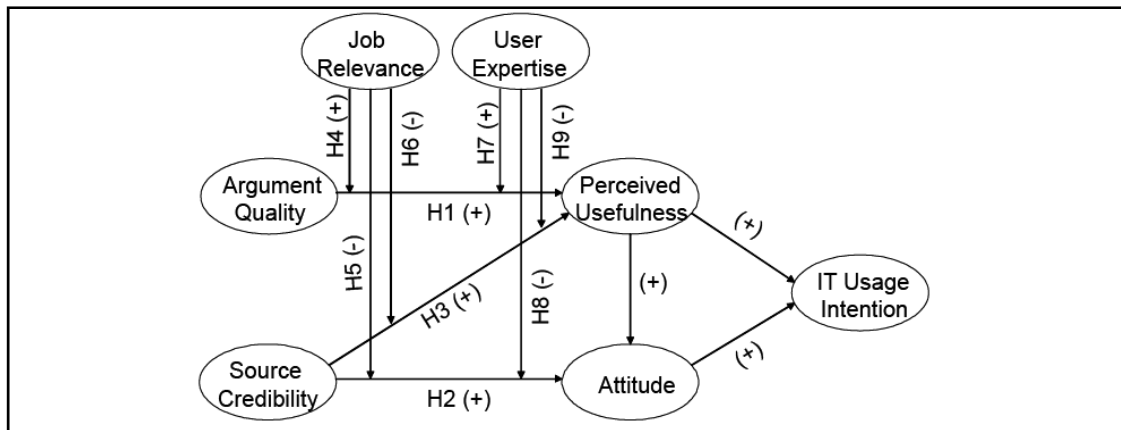 Job
Relevance
User
Expertise
H4 (+)
H6 (-)
H7 (+)
H9 (-)
Argument
Quality
H1 (+)
Perceived
Usefulness
(+)
H5 (-)
H3 (+)
H8 (-)
(+)
IT Usage
Intention
Source
Credibility
H2 (+)
Attitude
(+)